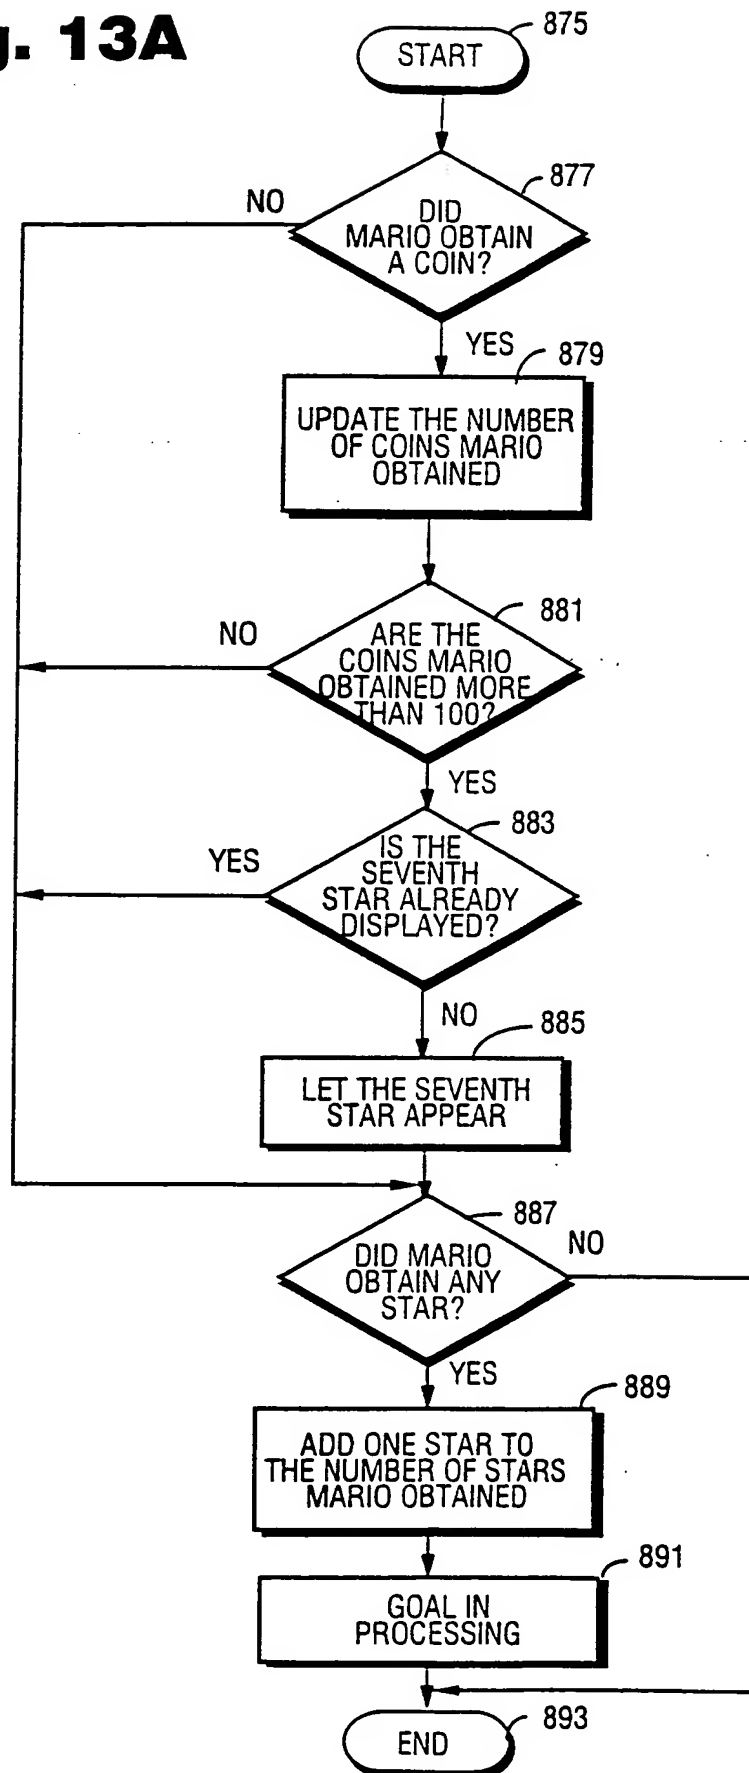 g. 13A
875
START
877
NO
DID
MARIO OBTAIN
A COIN?
YES
879
UPDATE THE NUMBER
OF COINS MARIO
OBTAINED
881
NO
ARE THE
COINS MARIO
OBTAINED MORE
THAN 100?
YES
883
YES
IS THE
SEVENTH
STAR ALREADY
DISPLAYED?
NO
885
LET THE SEVENTH
STAR APPEAR
887
NO
DID MARIO
OBTAIN ANY
STAR?
YES
889
ADD ONE STAR TO
THE NUMBER OF STARS
MARIO OBTAINED
891
GOAL IN
PROCESSING
893
END